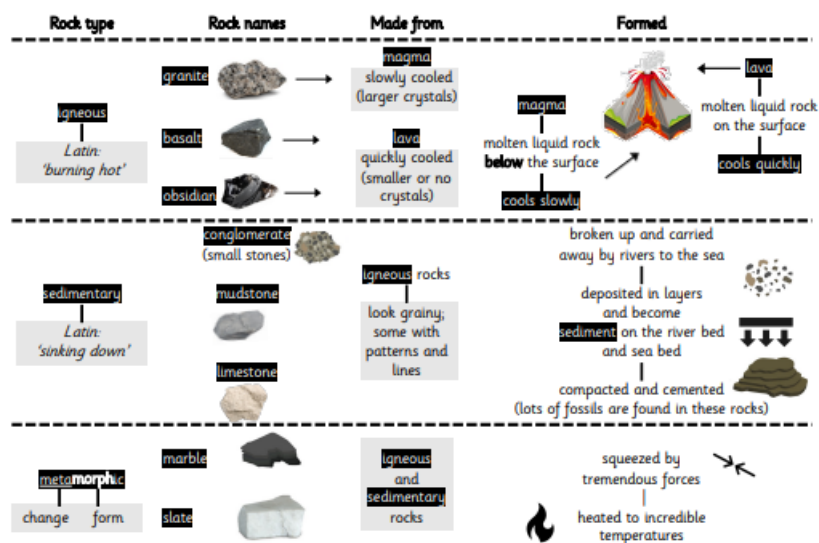 Rock type
Rock names
Made from
Formed
igneous
Latin:
'burning hot'
granite
basalt
obsidian
magma
slowly cooled
(larger crystals)
lava
quickly cooled
(smaller or no
crystals)
magma
molten liquid rock
below the surface
cools slowly
lava
molten liquid rock
on the surface
cools quickly
sedimentary
Latin:
'sinking down'
conglomerate
(small stones)
mudstone
limestone
igneous rocks
look grainy;
some with
patterns and
lines
broken up and carried
away by rivers to the sea
deposited in layers
and become
sediment on the river bed
and sea bed
compacted and cemented
(lots of fossils are found in these rocks)
metamorphic
change form
marble
slate
igneous
and
sedimentary
rocks
squeezed by
tremendous forces
heated to incredible
temperatures